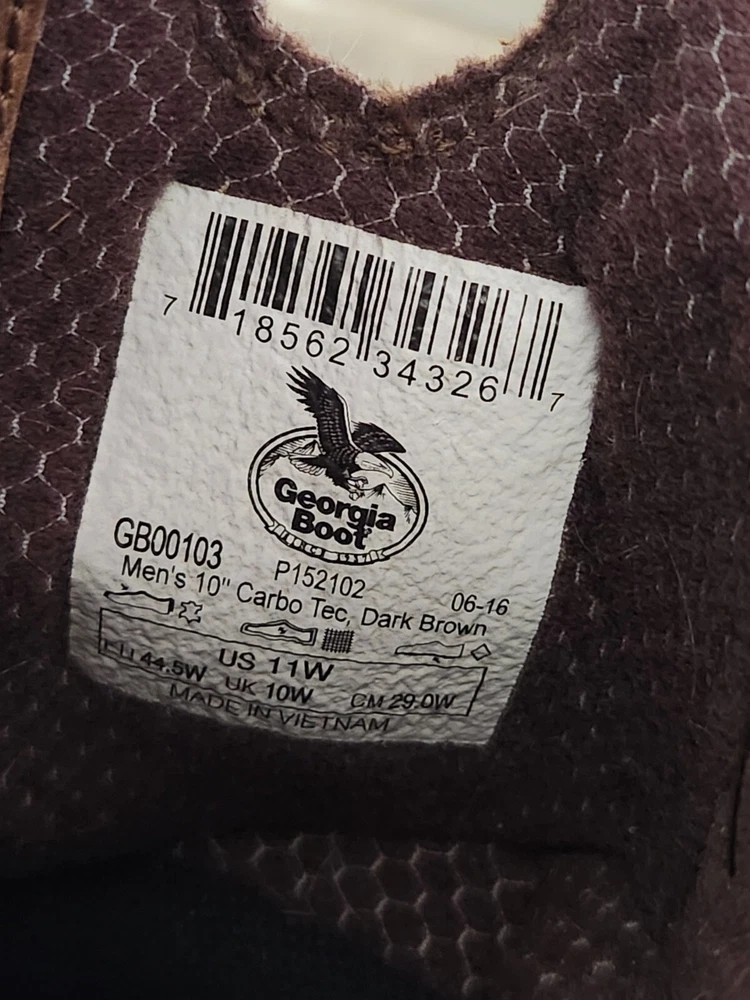 7 18562 34326 7
Georgia
Boot
GB00103 P152102 06-16
Men's 10" Carbo Tec, Dark Brown
EU 44.5W US 11W UK 10W CM 29.0W
MADE IN VIETNAM